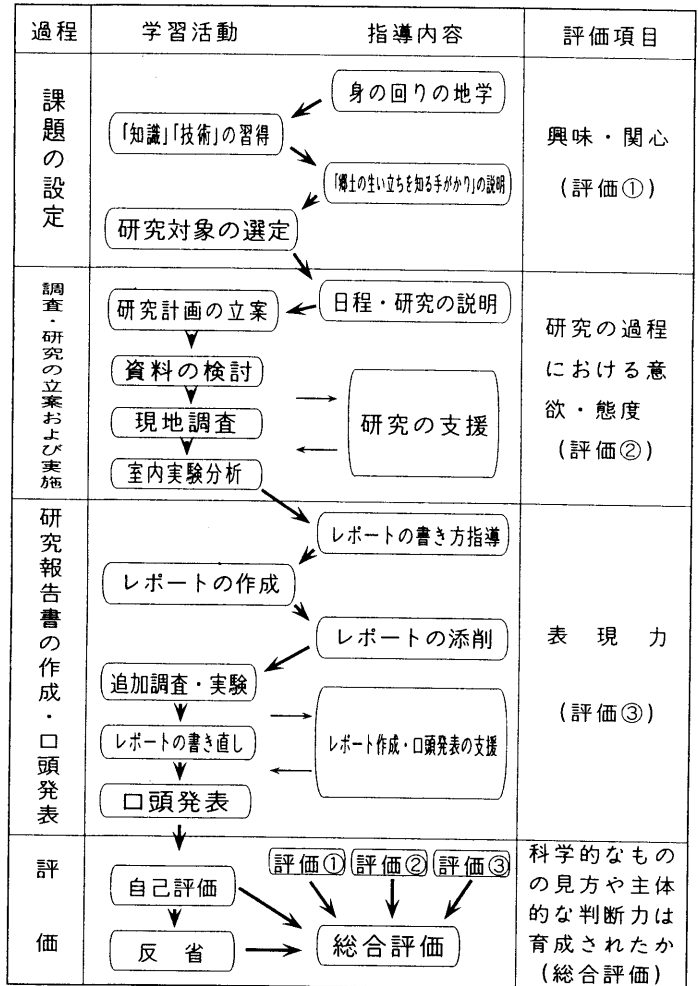 過程
学習活動
指導内容
評価項目
課題の設定
身の回りの地学
「知識」「技術」の習得
「郷土の生い立ちを知る手がかり」の説明
研究対象の選定
興味・関心
(評価①)
調査・研究の立案および実施
日程・研究の説明
研究計画の立案
資料の検討
現地調査
室内実験分析
研究の支援
研究の過程
における意
欲・態度
(評価②)
研究報告書の作成・口頭発表
レポートの書き方指導
レポートの作成
レポートの添削
追加調査・実験
レポートの書き直し
口頭発表
レポート作成・口頭発表の支援
表現力
(評価③)
評価
評価① 評価② 評価③
自己評価
反省
総合評価
科学的なもの
の見方や主体
的な判断力は
育成されたか
(総合評価)